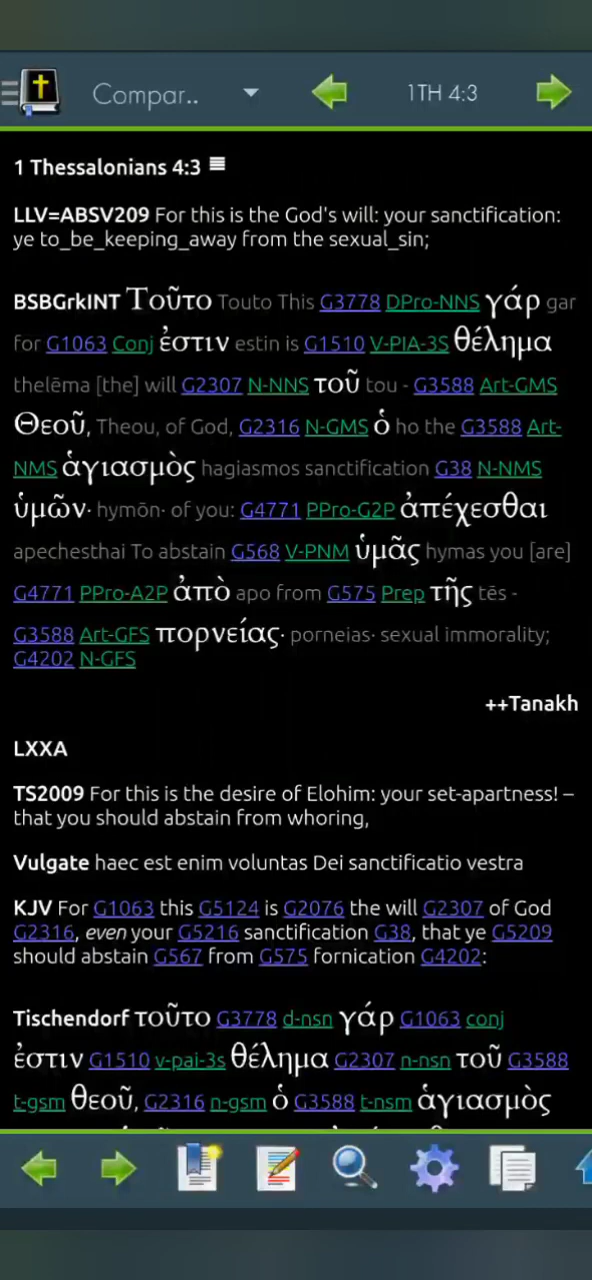 Compar.. 1TH 4:3
1 Thessalonians 4:3
LLV=ABSV209 For this is the God's will: your sanctification:
ye to_be_keeping_away from the sexual_sin;
BSBGrkINT Τοῦτο Touto This G3778 DPro-NNS γάρ gar
for G1063 Conj ἐστιν estin is G1510 V-PIA-3S θέλημα
thelēma [the] will G2307 N-NNS τοῦ tou - G3588 Art-GMS
Θεοῦ, Theou, of God, G2316 N-GMS ὁ ho the G3588 Art-
NMS ἁγιασμὸς hagiasmos sanctification G38 N-NMS
ὑμῶν· hymōn· of you: G4771 PPro-G2P ἀπέχεσθαι
apechesthai To abstain G568 V-PNM ὑμᾶς hymas you [are]
G4771 PPro-A2P ἀπὸ apo from G575 Prep τῆς tēs -
G3588 Art-GFS πορνείας· porneias· sexual immorality;
G4202 N-GFS
++Tanakh
LXXA
TS2009 For this is the desire of Elohim: your set-apartness! –
that you should abstain from whoring,
Vulgate haec est enim voluntas Dei sanctificatio vestra
KJV For G1063 this G5124 is G2076 the will G2307 of God
G2316, even your G5216 sanctification G38, that ye G5209
should abstain G567 from G575 fornication G4202:
Tischendorf τοῦτο G3778 d-nsn γάρ G1063 conj
ἐστιν G1510 v-pai-3s θέλημα G2307 n-nsn τοῦ G3588
t-gsm θεοῦ, G2316 n-gsm ὁ G3588 t-nsm ἁγιασμὸς